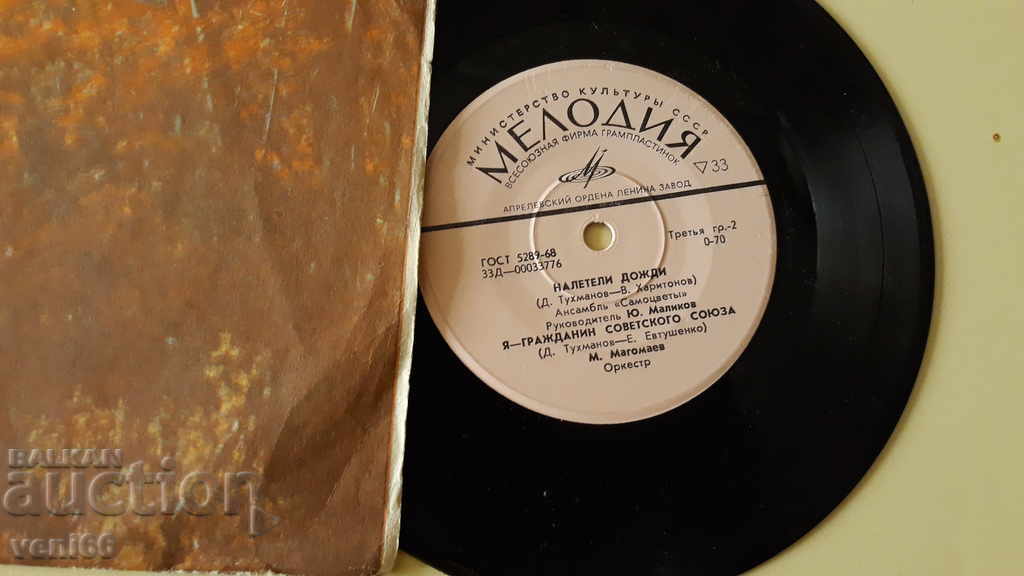 МИНИСТЕРСТВО КУЛЬТУРЫ СССР
МЕЛОДИЯ
ВСЕСОЮЗНАЯ ФИРМА ГРАМПЛАСТИНОК
▽33
АПРЕЛЕВСКИЙ ОРДЕНА ЛЕНИНА ЗАВОД
ГОСТ 5289-68
33Д—00033776
Третья гр.-2
0-70
НАЛЕТЕЛИ ДОЖДИ
(Д. Тухманов—В. Харитонов)
Ансамбль «Самоцветы»
Руководитель Ю. Маликов
Я—ГРАЖДАНИН СОВЕТСКОГО СОЮЗА
(Д. Тухманов—Е. Евтушенко)
М. Магомаев
Оркестр
BALKAN
auction
veni66